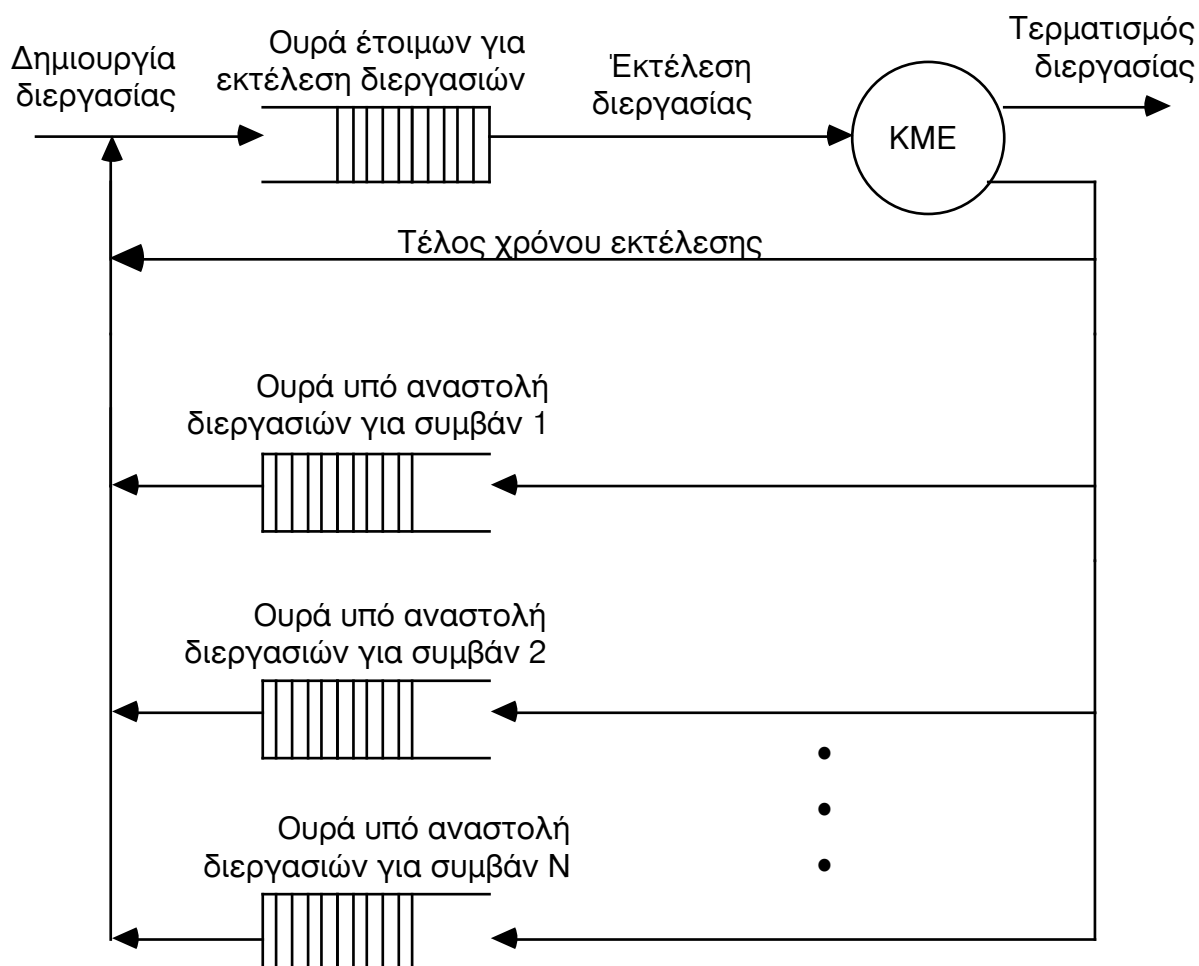 Δημιουργία
διεργασίας
Ουρά έτοιμων για
εκτέλεση διεργασιών
Έκτέλεση
διεργασίας
Τερματισμός
διεργασίας
ΚΜΕ
Τέλος χρόνου εκτέλεσης
Ουρά υπό αναστολή
διεργασιών για συμβάν 1
Ουρά υπό αναστολή
διεργασιών για συμβάν 2
Ουρά υπό αναστολή
διεργασιών για συμβάν Ν